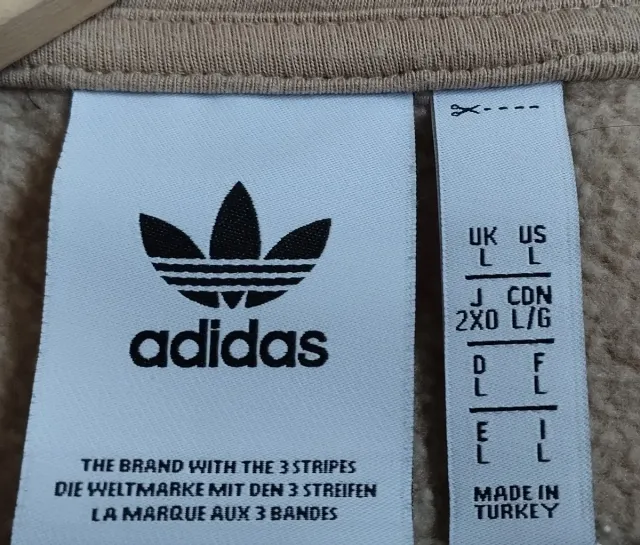 adidas
THE BRAND WITH THE 3 STRIPES
DIE WELTMARKE MIT DEN 3 STREIFEN
LA MARQUE AUX 3 BANDES
UK US
L L
J CDN
2XO L/G
D F
L L
E I
L L
MADE IN
TURKEY